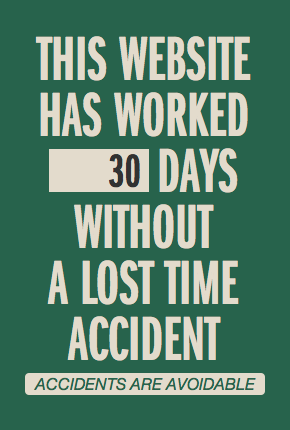 THIS WEBSITE
HAS WORKED
30 DAYS
WITHOUT
A LOST TIME
ACCIDENT
ACCIDENTS ARE AVOIDABLE